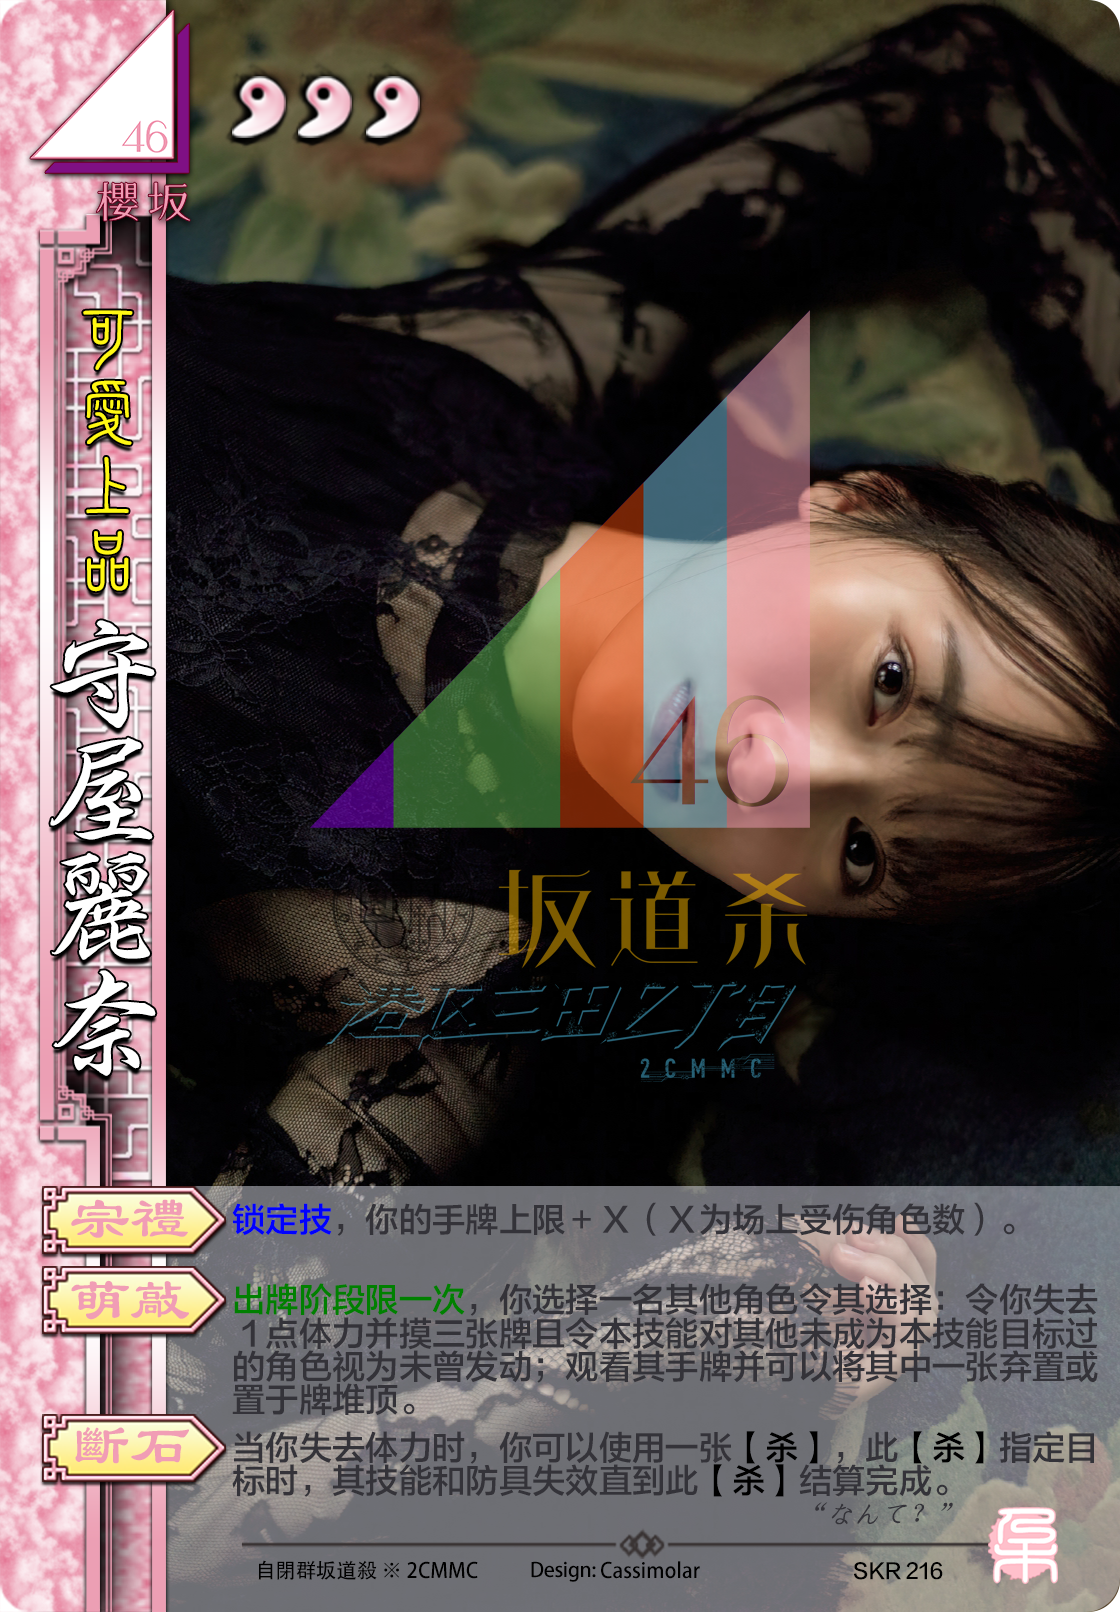 46
櫻坂
可愛上品
守屋麗奈
46
坂道杀
港区三田2丁目
2CMMC
宗禮
锁定技，你的手牌上限+X（X为场上受伤角色数）。
萌敲
出牌阶段限一次，你选择一名其他角色令其选择：令你失去
1点体力并摸三张牌且令本技能对其他未成为本技能目标过
的角色视为未曾发动；观看其手牌并可以将其中一张弃置或
置于牌堆顶。
斷石
当你失去体力时，你可以使用一张【杀】，此【杀】指定目
标时，其技能和防具失效直到此【杀】结算完成。
“なんて？”
自閉群坂道殺 ※ 2CMMC
Design: Cassimolar
SKR 216